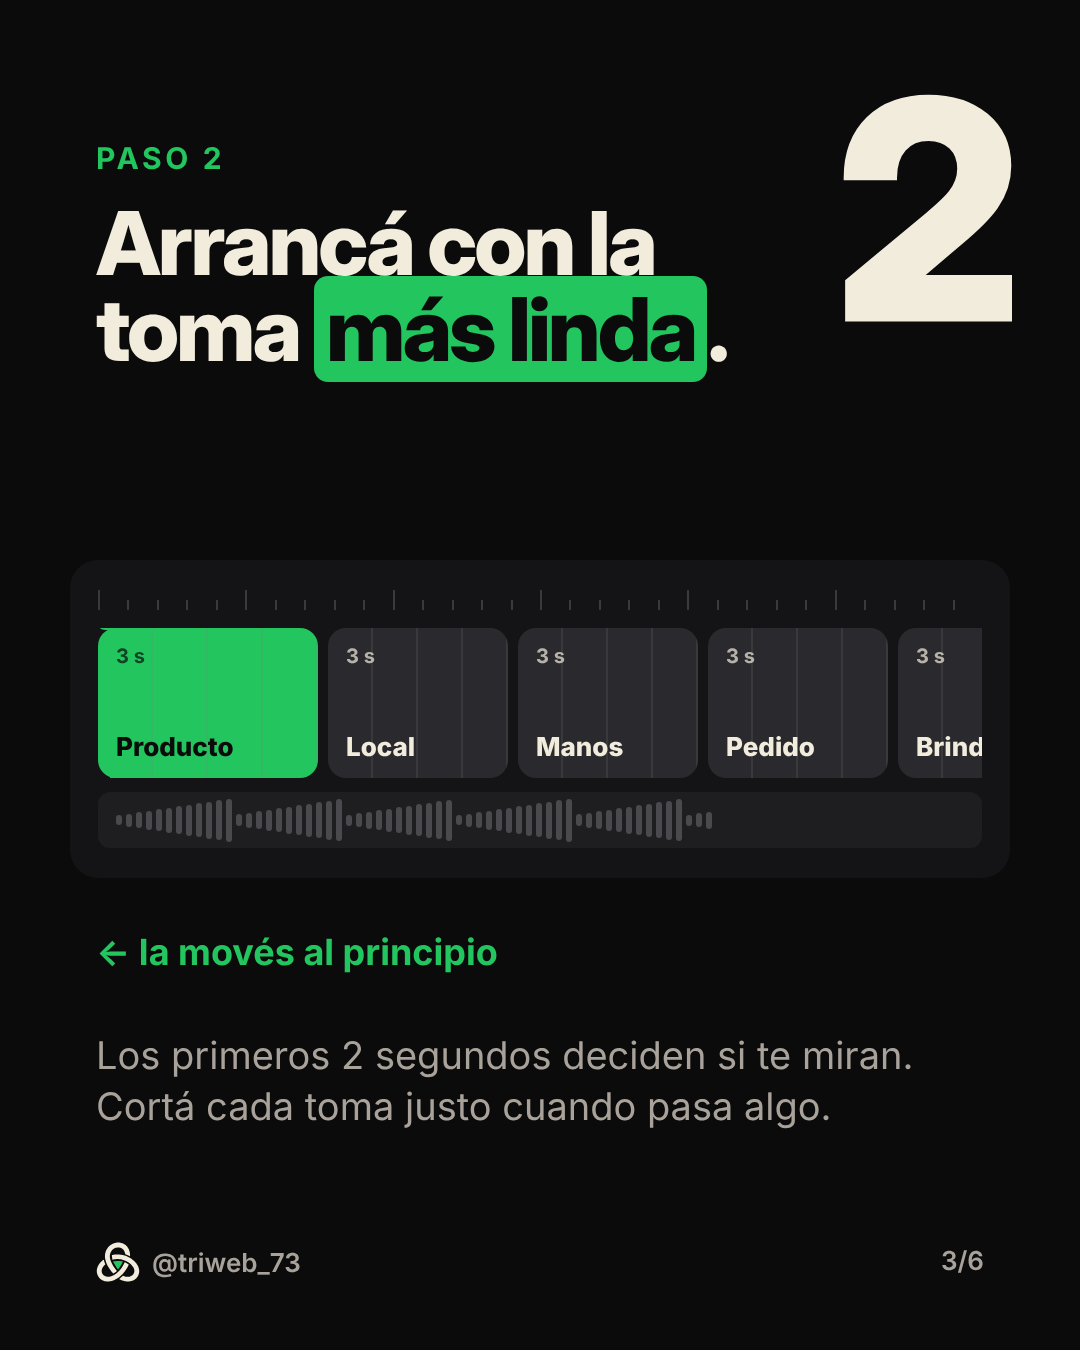 PASO 2
2
Arrancá con la
toma más linda.
3 s
3 s
3 s
3 s
3 s
Producto
Local
Manos
Pedido
Brind
← la movés al principio
Los primeros 2 segundos deciden si te miran.
Cortá cada toma justo cuando pasa algo.
@triweb_73
3/6